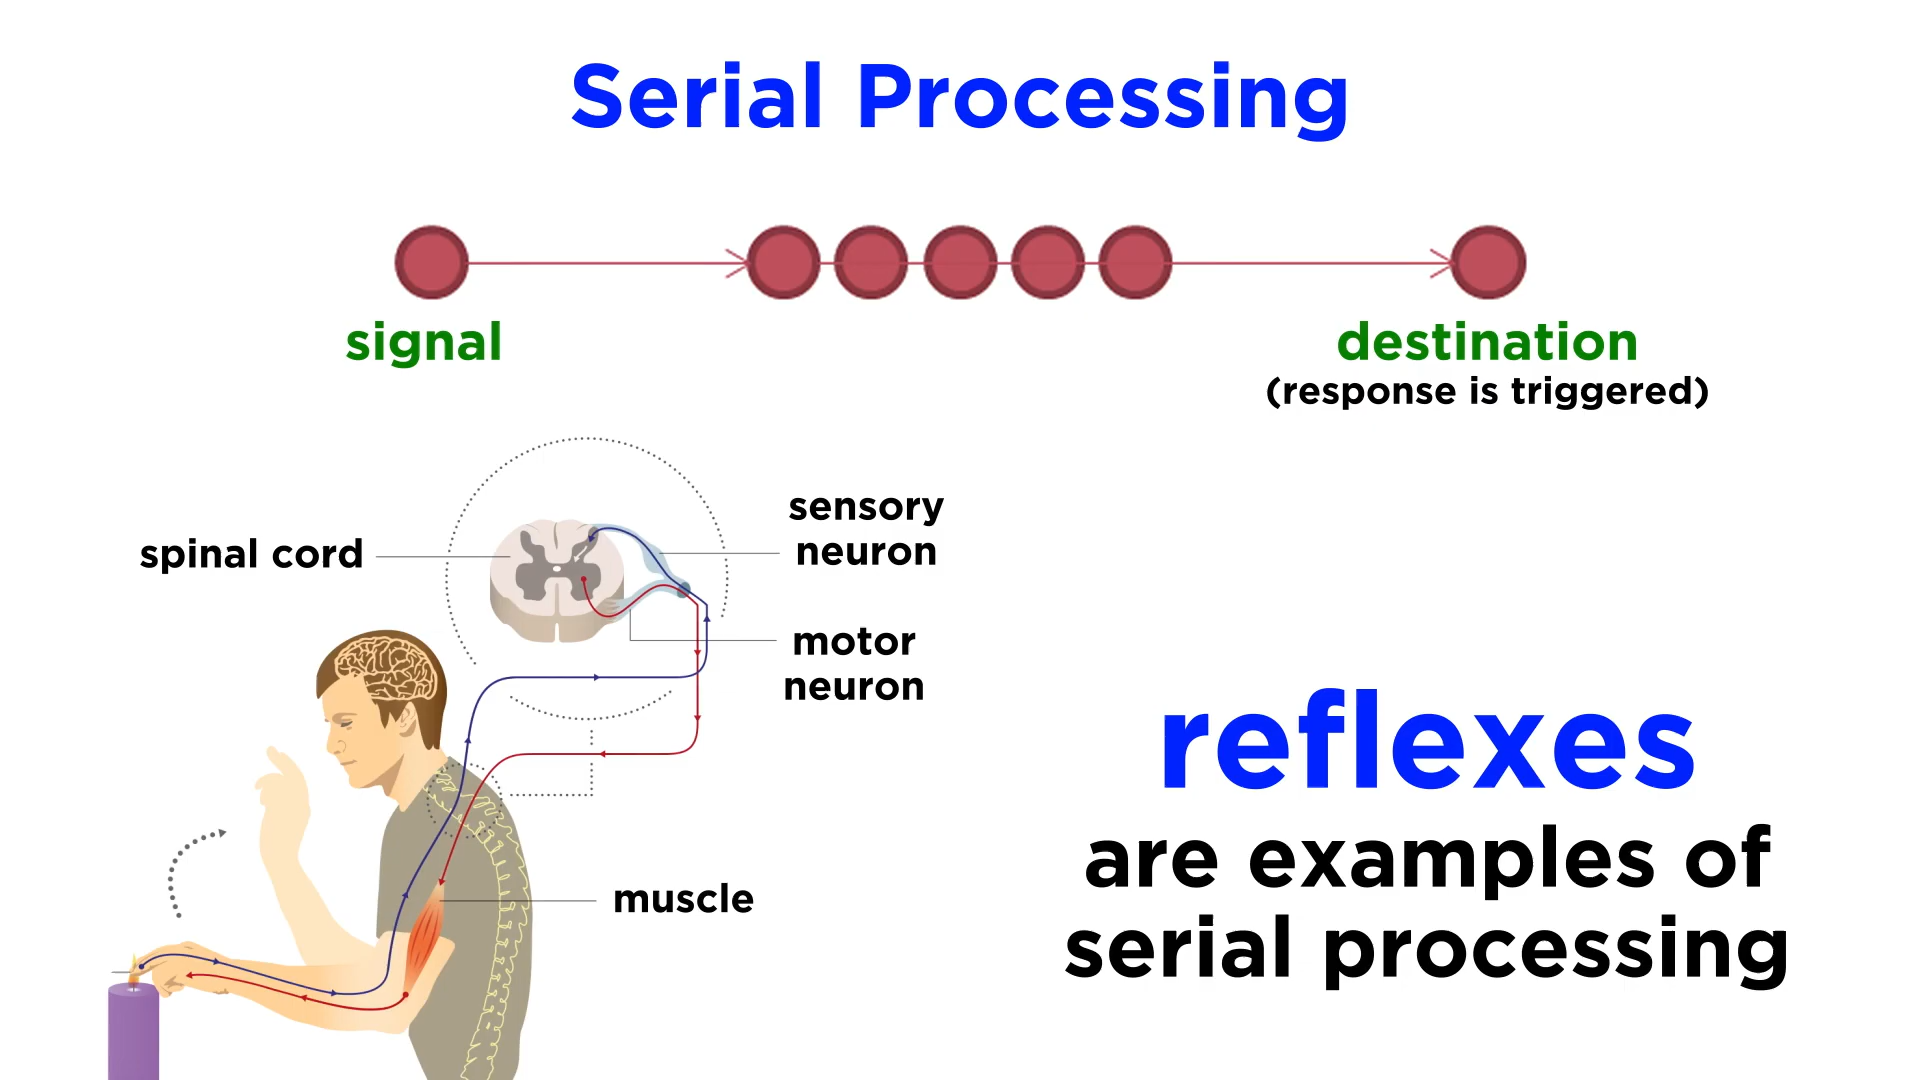 Serial Processing
signal
destination
(response is triggered)
spinal cord
sensory
neuron
motor
neuron
muscle
reflexes
are examples of
serial processing